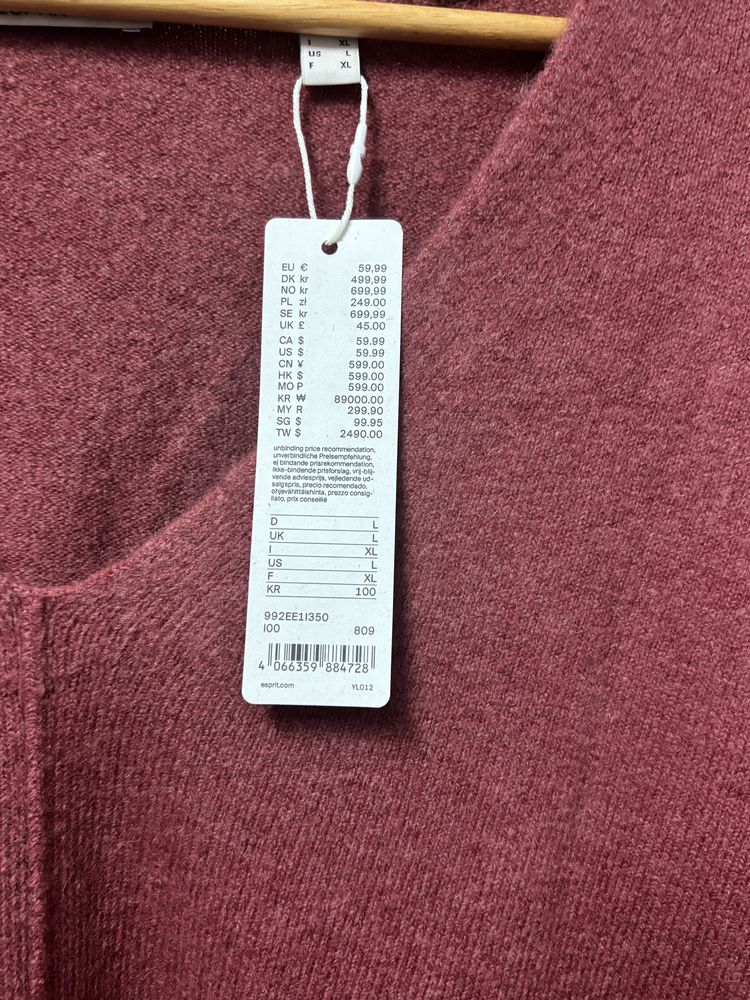 I XL
US L
F XL
EU € 59,99
DK kr 499,99
NO kr 699,99
PL zł 249.00
SE kr 699,99
UK £ 45.00
CA $ 59.99
US $ 59.99
CN ¥ 599.00
HK $ 599.00
MO P 599.00
KR ₩ 89000.00
MY R 299.90
SG $ 99.95
TW $ 2490.00
unbinding price recommendation,
unverbindliche Preisempfehlung,
ej bindande prisrekommendation,
ikke-bindende prisforslag, vrij-blij-
vende adviesprijs, vejledende ud-
salgspris, precio recomendado,
ohjevähittäishinta, prezzo consig-
liato, prix conseillé
D L
UK L
I XL
US L
F XL
KR 100
992EE1I350
I00 809
4 066359 884728
esprit.com YL012